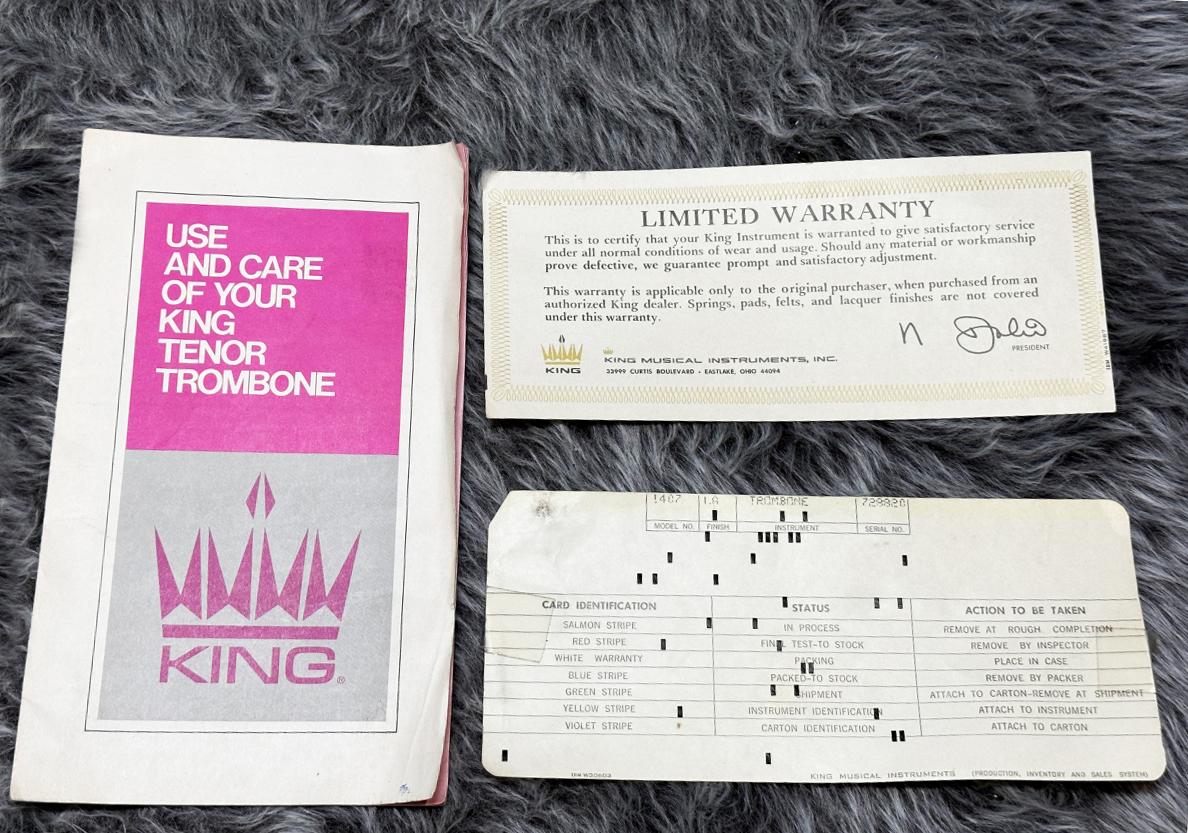 USE
AND CARE
OF YOUR
KING
TENOR
TROMBONE
KING®
LIMITED WARRANTY
This is to certify that your King Instrument is warranted to give satisfactory service
under all normal conditions of wear and usage. Should any material or workmanship
prove defective, we guarantee prompt and satisfactory adjustment.
This warranty is applicable only to the original purchaser, when purchased from an
authorized King dealer. Springs, pads, felts, and lacquer finishes are not covered
under this warranty.
PRESIDENT
KING
KING MUSICAL INSTRUMENTS, INC.
33999 CURTIS BOULEVARD • EASTLAKE, OHIO 44094
1407 LA TROMBONE
MODEL NO. FINISH INSTRUMENT SERIAL NO.
CARD IDENTIFICATION STATUS ACTION TO BE TAKEN
SALMON STRIPE IN PROCESS REMOVE AT ROUGH COMPLETION
RED STRIPE FINAL TEST-TO STOCK REMOVE BY INSPECTOR
WHITE WARRANTY PACKING PLACE IN CASE
BLUE STRIPE PACKED-TO STOCK REMOVE BY PACKER
GREEN STRIPE SHIPMENT ATTACH TO CARTON-REMOVE AT SHIPMENT
YELLOW STRIPE INSTRUMENT IDENTIFICATION ATTACH TO INSTRUMENT
VIOLET STRIPE CARTON IDENTIFICATION ATTACH TO CARTON
IBM W30603 KING MUSICAL INSTRUMENTS (PRODUCTION, INVENTORY AND SALES SYSTEM)